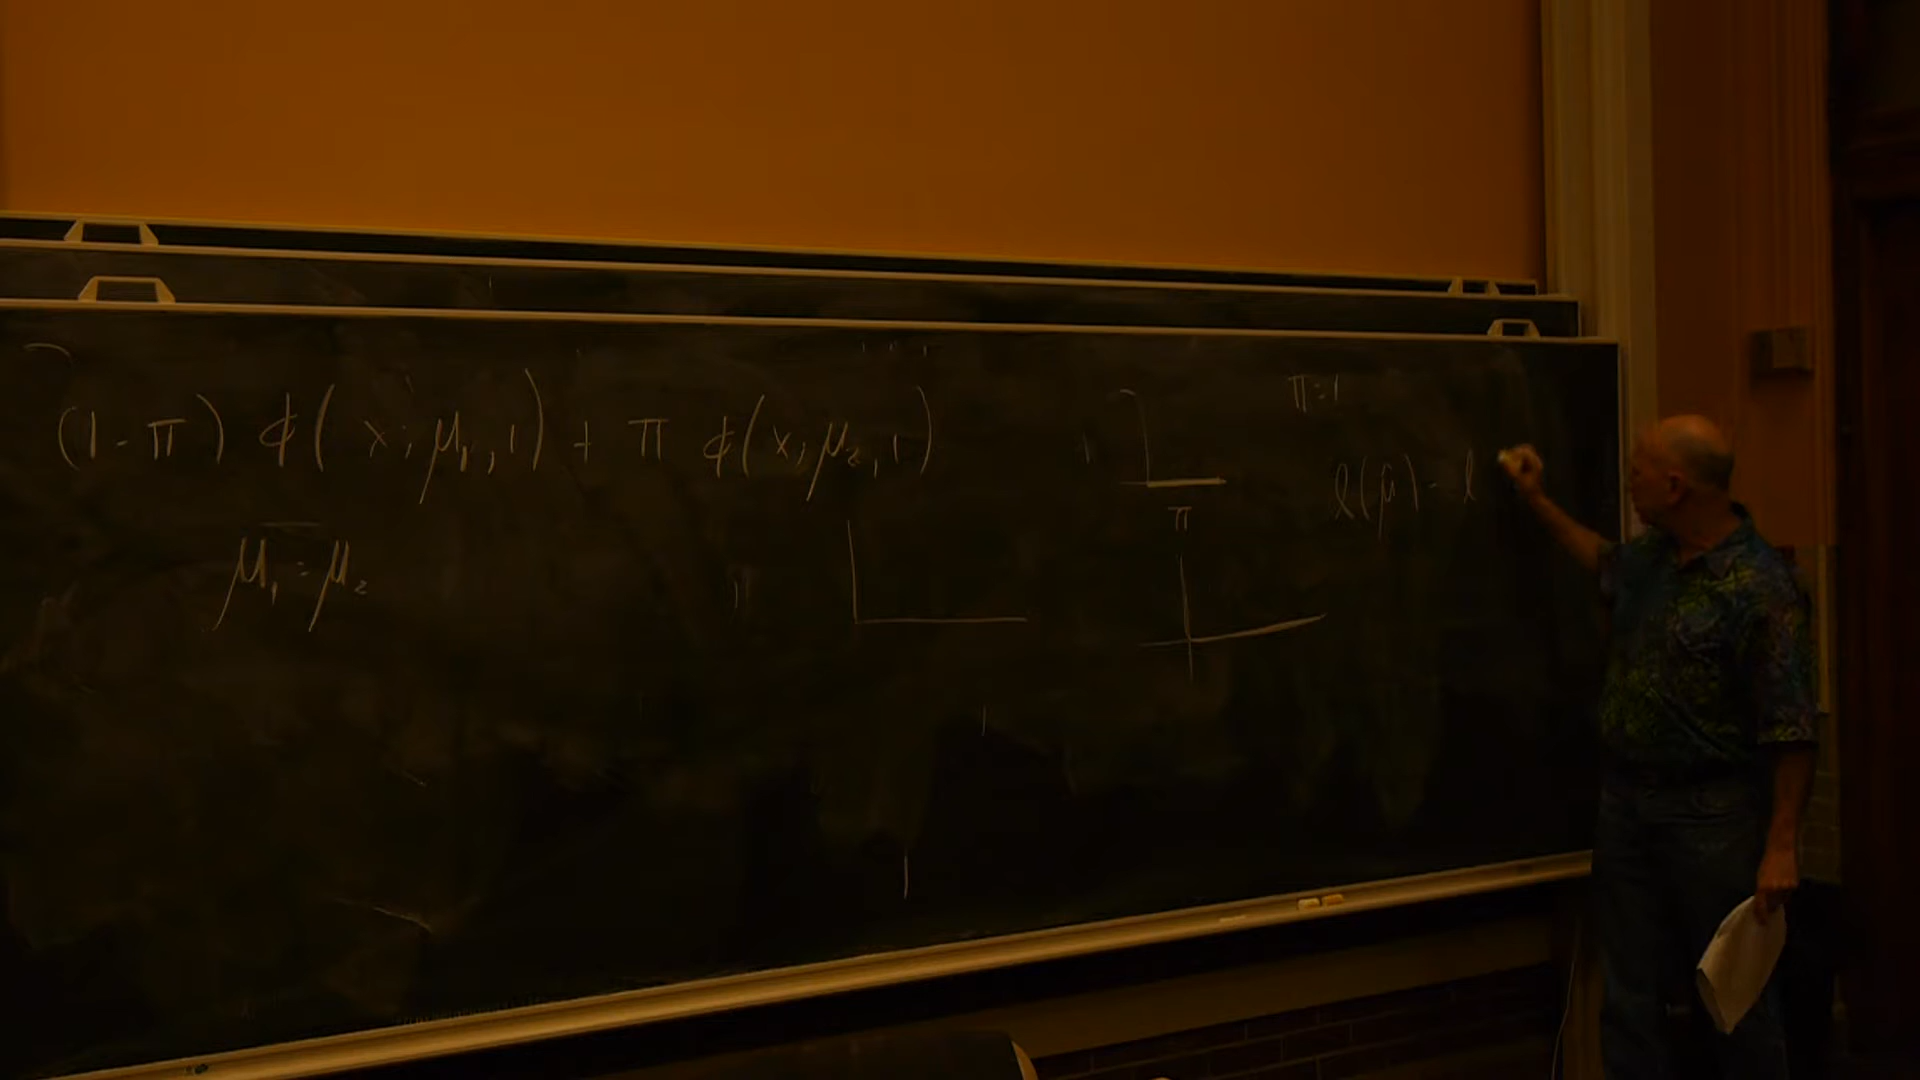 (1 - π) ϕ(x; μ₁, 1) + π ϕ(x; μ₂, 1)
μ₁ = μ₂
π
π = 1
l(μ̂) - l